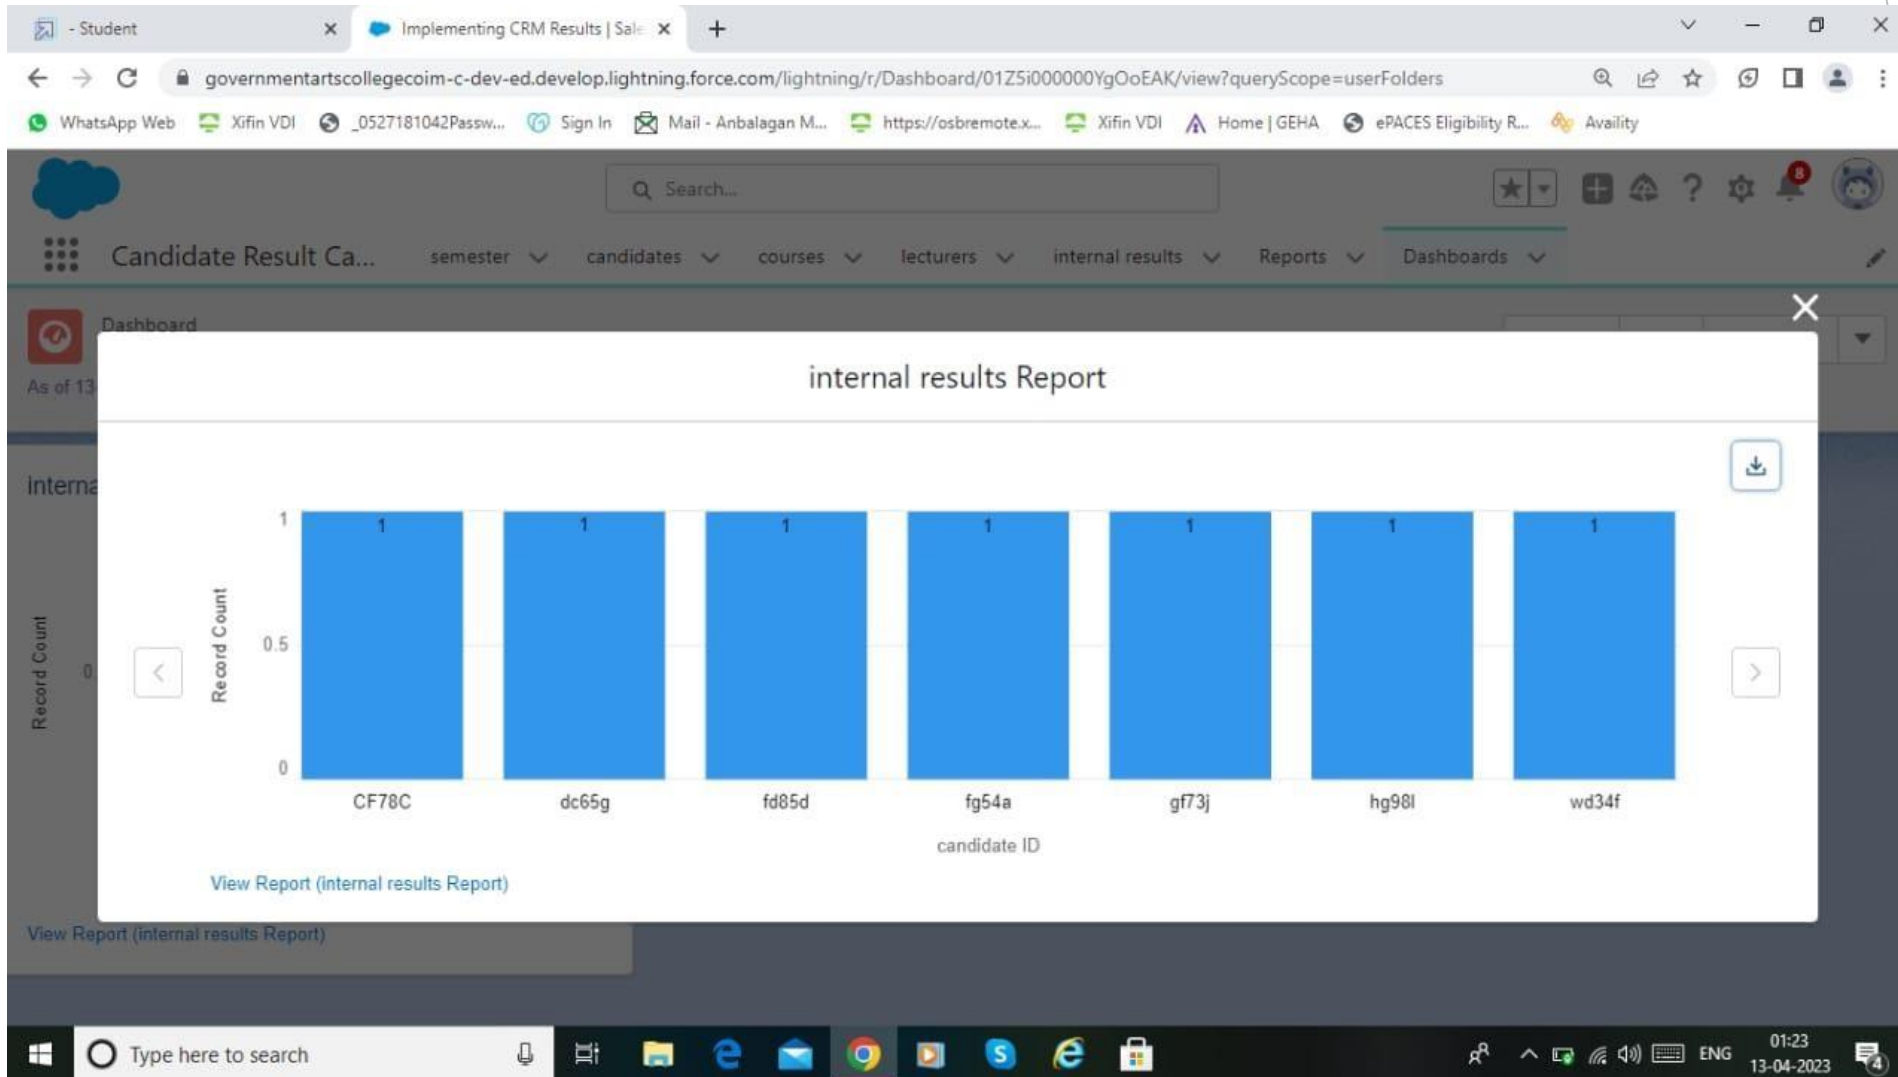 - Student
Implementing CRM Results | Sale
governmentartscollegecoim-c-dev-ed.develop.lightning.force.com/lightning/r/Dashboard/01Z5i000000YgOoEAK/view?queryScope=userFolders
WhatsApp Web Xifin VDI _0527181042Passw... Sign In Mail - Anbalagan M... https://osbremote.x... Xifin VDI Home | GEHA ePACES Eligibility R... Availity
Search...
8
Candidate Result Ca... semester candidates courses lecturers internal results Reports Dashboards
Dashboard
As of 13
internal results Report
interna
1
1 1 1 1 1 1 1
Record Count
0.5
0
Record Count
0
CF78C dc65g fd85d fg54a gf73j hg98l wd34f
candidate ID
View Report (internal results Report)
View Report (internal results Report)
Type here to search
ENG
01:23
13-04-2023
4